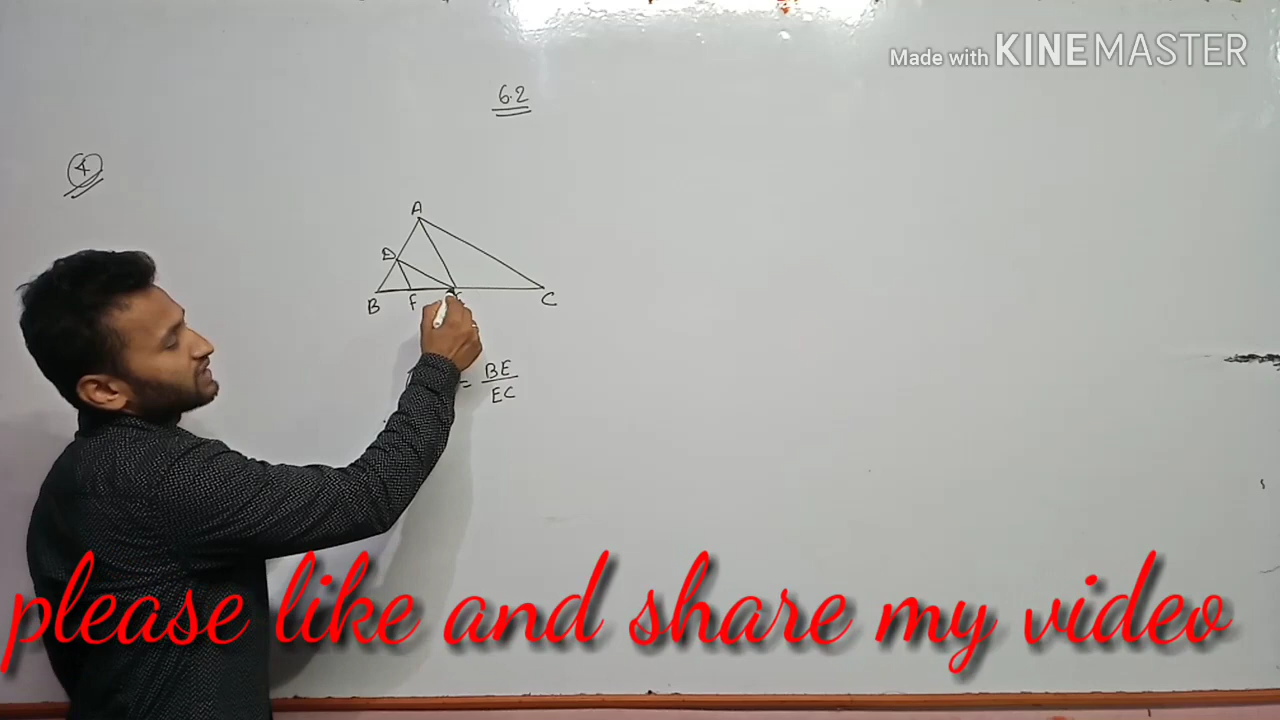 Made with KINEMASTER
6.2
4
A
D
B F E C
= BE
EC
please like and share my video